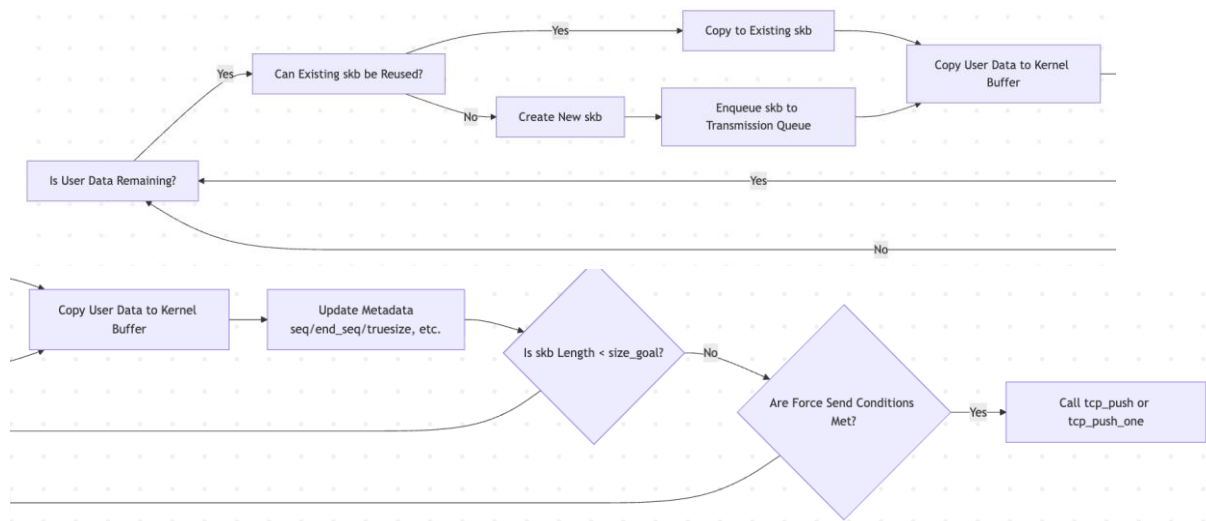 Yes
Copy to Existing skb
Yes
Can Existing skb be Reused?
Copy User Data to Kernel
Buffer
No
Create New skb
Enqueue skb to
Transmission Queue
Is User Data Remaining?
Yes
No
Copy User Data to Kernel
Buffer
Update Metadata
seq/end_seq/truesize, etc.
Is skb Length < size_goal?
No
Are Force Send Conditions
Met?
Yes
Call tcp_push or
tcp_push_one